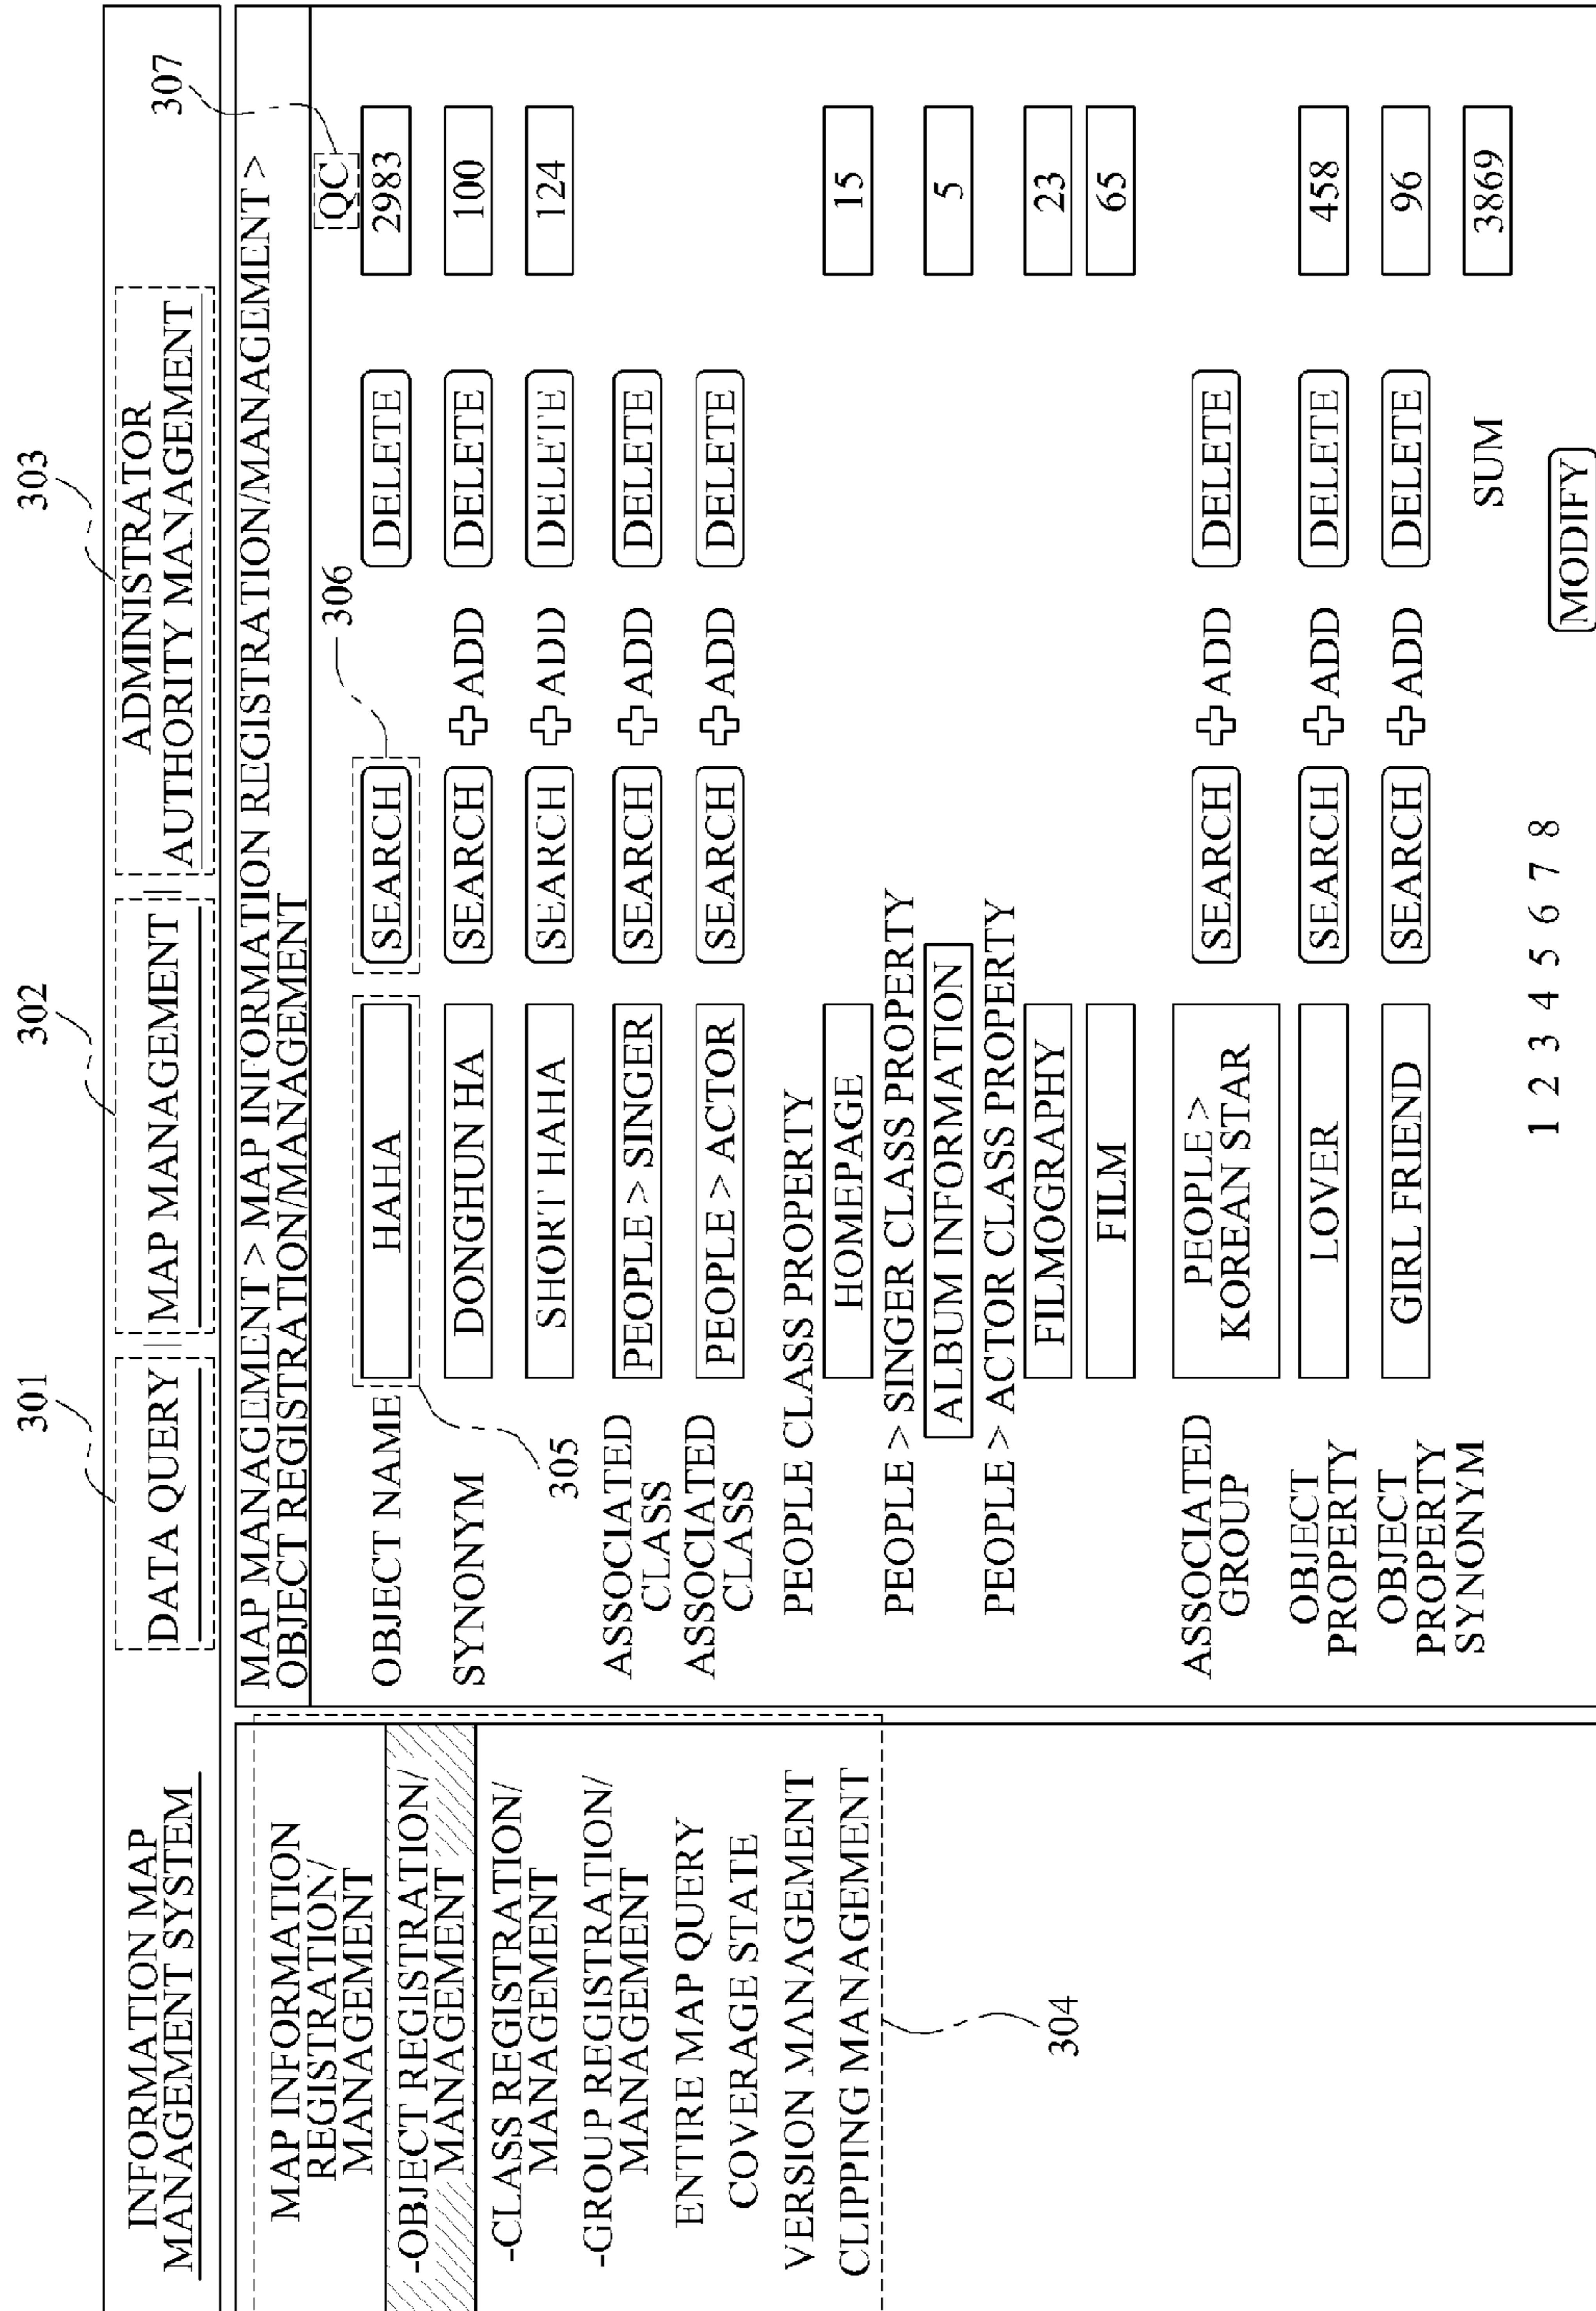 301
302
303
INFORMATION MAP
MANAGEMENT SYSTEM
DATA QUERY
MAP MANAGEMENT
ADMINISTRATOR
AUTHORITY MANAGEMENT
307
MAP INFORMATION
REGISTRATION/
MANAGEMENT
-OBJECT REGISTRATION/
MANAGEMENT
-CLASS REGISTRATION/
MANAGEMENT
-GROUP REGISTRATION/
MANAGEMENT
ENTIRE MAP QUERY
COVERAGE STATE
VERSION MANAGEMENT
CLIPPING MANAGEMENT
304
MAP MANAGEMENT > MAP INFORMATION REGISTRATION/MANAGEMENT >
OBJECT REGISTRATION/MANAGEMENT
306
QC
OBJECT NAME HAHA SEARCH DELETE 2983
SYNONYM DONGHUN HA SEARCH ADD DELETE 100
SHORT HAHA SEARCH ADD DELETE 124
305
ASSOCIATED
CLASS
PEOPLE > SINGER SEARCH ADD DELETE
ASSOCIATED
CLASS
PEOPLE > ACTOR SEARCH ADD DELETE
PEOPLE CLASS PROPERTY
HOMEPAGE 15
PEOPLE > SINGER CLASS PROPERTY
ALBUM INFORMATION 5
PEOPLE > ACTOR CLASS PROPERTY
FILMOGRAPHY 23
FILM 65
ASSOCIATED
GROUP
PEOPLE >
KOREAN STAR
SEARCH ADD DELETE
OBJECT
PROPERTY
LOVER SEARCH ADD DELETE 458
OBJECT
PROPERTY
SYNONYM
GIRL FRIEND SEARCH ADD DELETE 96
SUM 3869
1 2 3 4 5 6 7 8
MODIFY